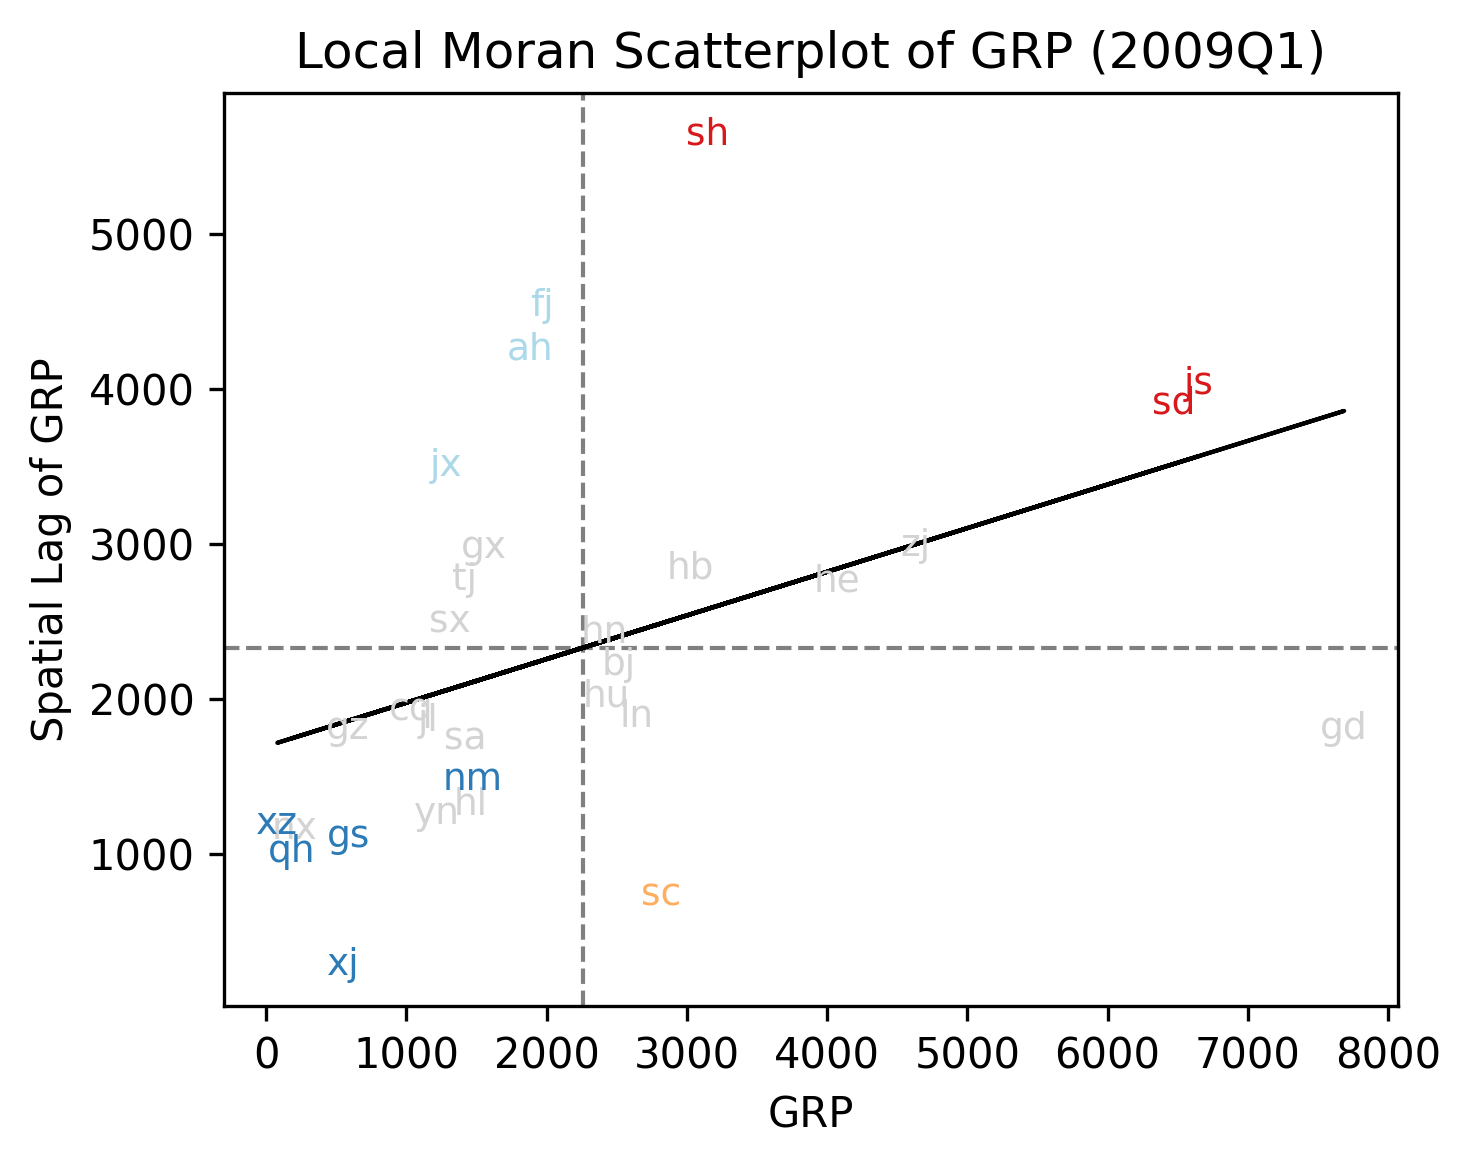 Local Moran Scatterplot of GRP (2009Q1)
Spatial Lag of GRP
5000
4000
3000
2000
1000
sh
fj
ah
js
sd
jx
gx
zj
tj
hb
he
sx
hn
bj
hu
cq
jl
ln
gz
sa
gd
nm
hl
yn
xz
nx
gs
qh
sc
xj
0 1000 2000 3000 4000 5000 6000 7000 8000
GRP